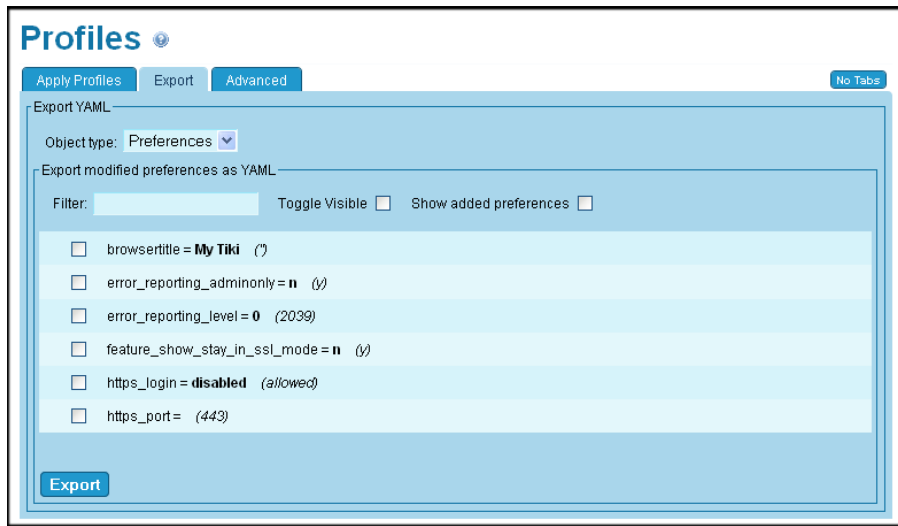 Profiles
Apply Profiles Export Advanced No Tabs
Export YAML
Object type: Preferences
Export modified preferences as YAML
Filter: Toggle Visible Show added preferences
browsertitle = My Tiki (")
error_reporting_adminonly = n (y)
error_reporting_level = 0 (2039)
feature_show_stay_in_ssl_mode = n (y)
https_login = disabled (allowed)
https_port = (443)
Export